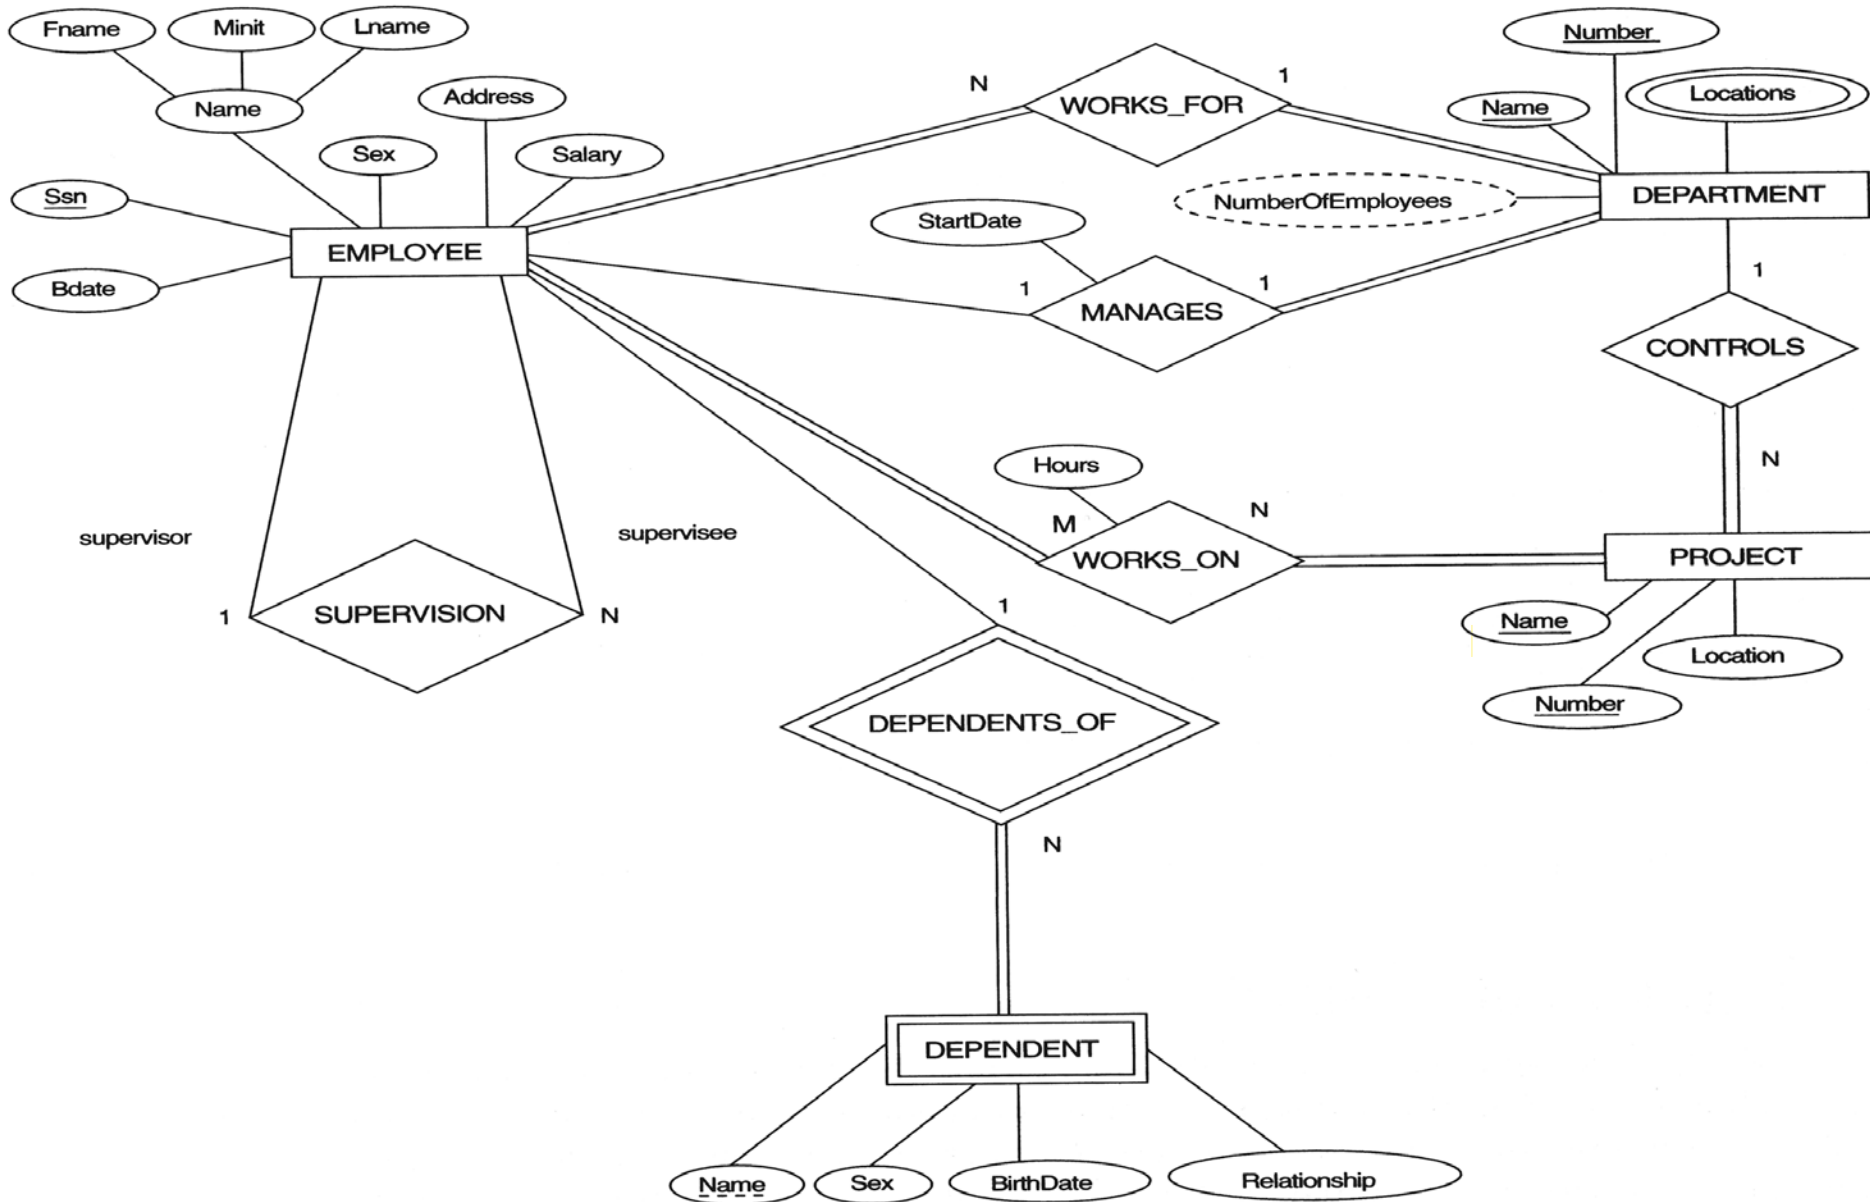 Fname
Minit
Lname
Number
Name
Address
N
1
WORKS_FOR
Name
Locations
Sex
Salary
Ssn
NumberOfEmployees
DEPARTMENT
StartDate
EMPLOYEE
Bdate
1
1
MANAGES
1
CONTROLS
Hours
N
M
N
supervisor
supervisee
WORKS_ON
PROJECT
1
SUPERVISION
N
1
Name
Location
Number
DEPENDENTS_OF
N
DEPENDENT
Name
Sex
BirthDate
Relationship